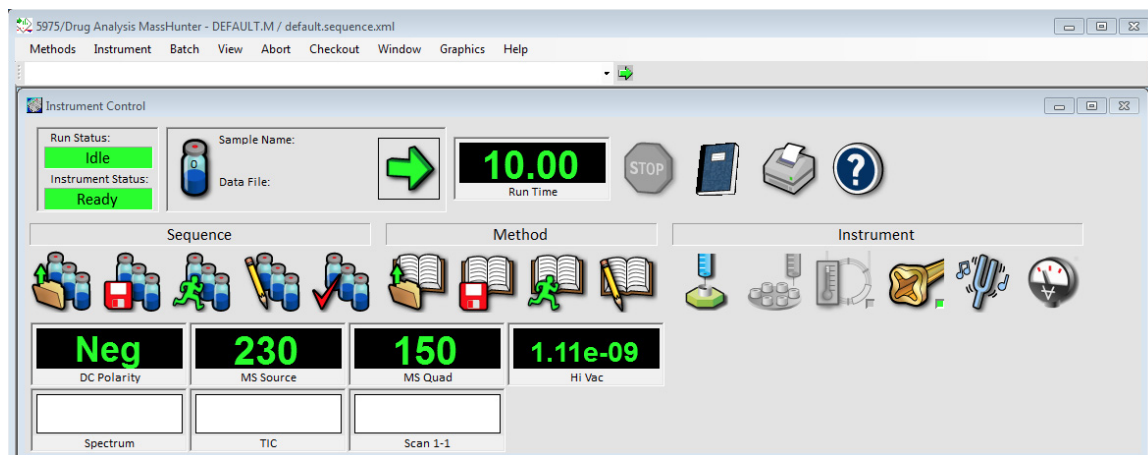 5975/Drug Analysis MassHunter - DEFAULT.M / default.sequence.xml
Methods Instrument Batch View Abort Checkout Window Graphics Help
Instrument Control
Run Status:
Idle
Instrument Status:
Ready
Sample Name:
Data File:
10.00
Run Time
STOP
Sequence
Method
Instrument
Neg
DC Polarity
230
MS Source
150
MS Quad
1.11e-09
Hi Vac
Spectrum
TIC
Scan 1-1